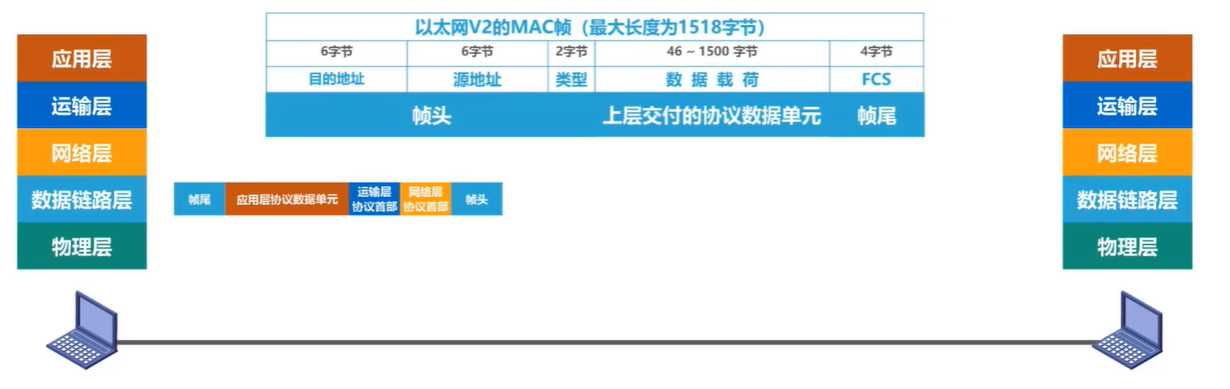 以太网V2的MAC帧（最大长度为1518字节）
6字节 6字节 2字节 46 ~ 1500 字节 4字节
目的地址 源地址 类型 数 据 载 荷 FCS
帧头 上层交付的协议数据单元 帧尾
应用层
运输层
网络层
数据链路层
物理层
帧尾 应用层协议数据单元 运输层协议首部 网络层协议首部 帧头
应用层
运输层
网络层
数据链路层
物理层